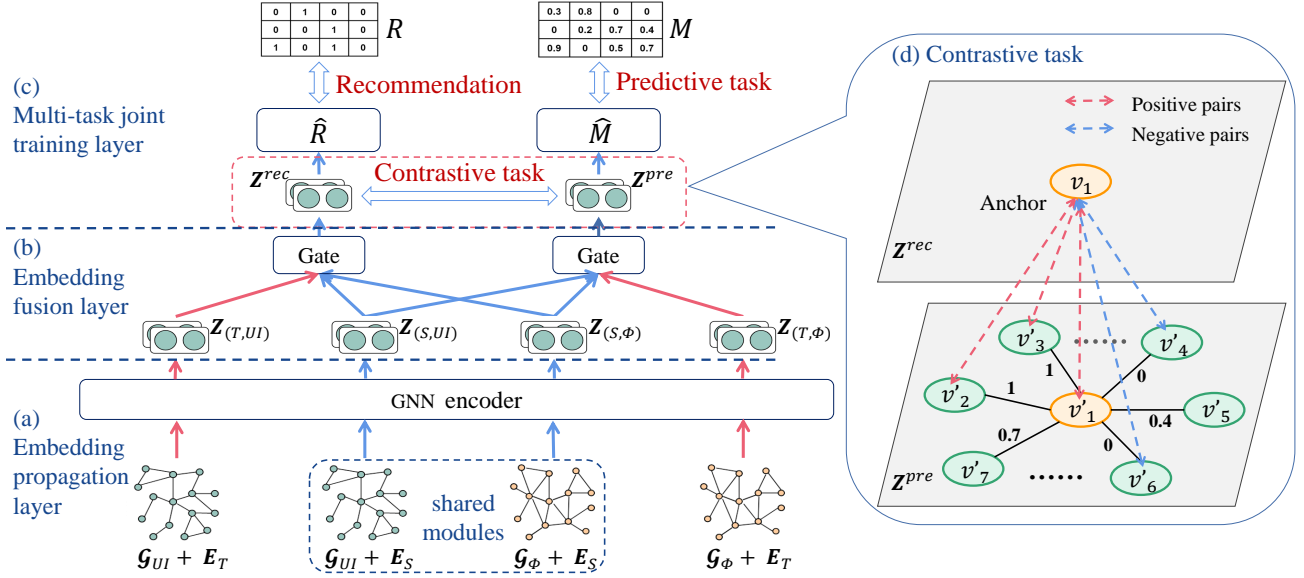 0 1 0 0
0 0 1 0
1 0 1 0
R
0.3 0.8 0 0
0 0.2 0.7 0.4
0.9 0 0.5 0.7
M
(c)
Multi-task joint
training layer
Recommendation
Predictive task
R̂
M̂
Z^rec
Contrastive task
Z^pre
(b)
Embedding
fusion layer
Gate
Gate
Z(T,UI)
Z(S,UI)
Z(S,Φ)
Z(T,Φ)
GNN encoder
(a)
Embedding
propagation
layer
shared
modules
𝓖UI + E_T
𝓖UI + E_S
𝓖Φ + E_S
𝓖Φ + E_T
(d) Contrastive task
Positive pairs
Negative pairs
v1
Anchor
Z^rec
v'3
......
v'4
1
0
v'2
1
v'1
0.4
v'5
0.7
0
v'7
......
v'6
Z^pre